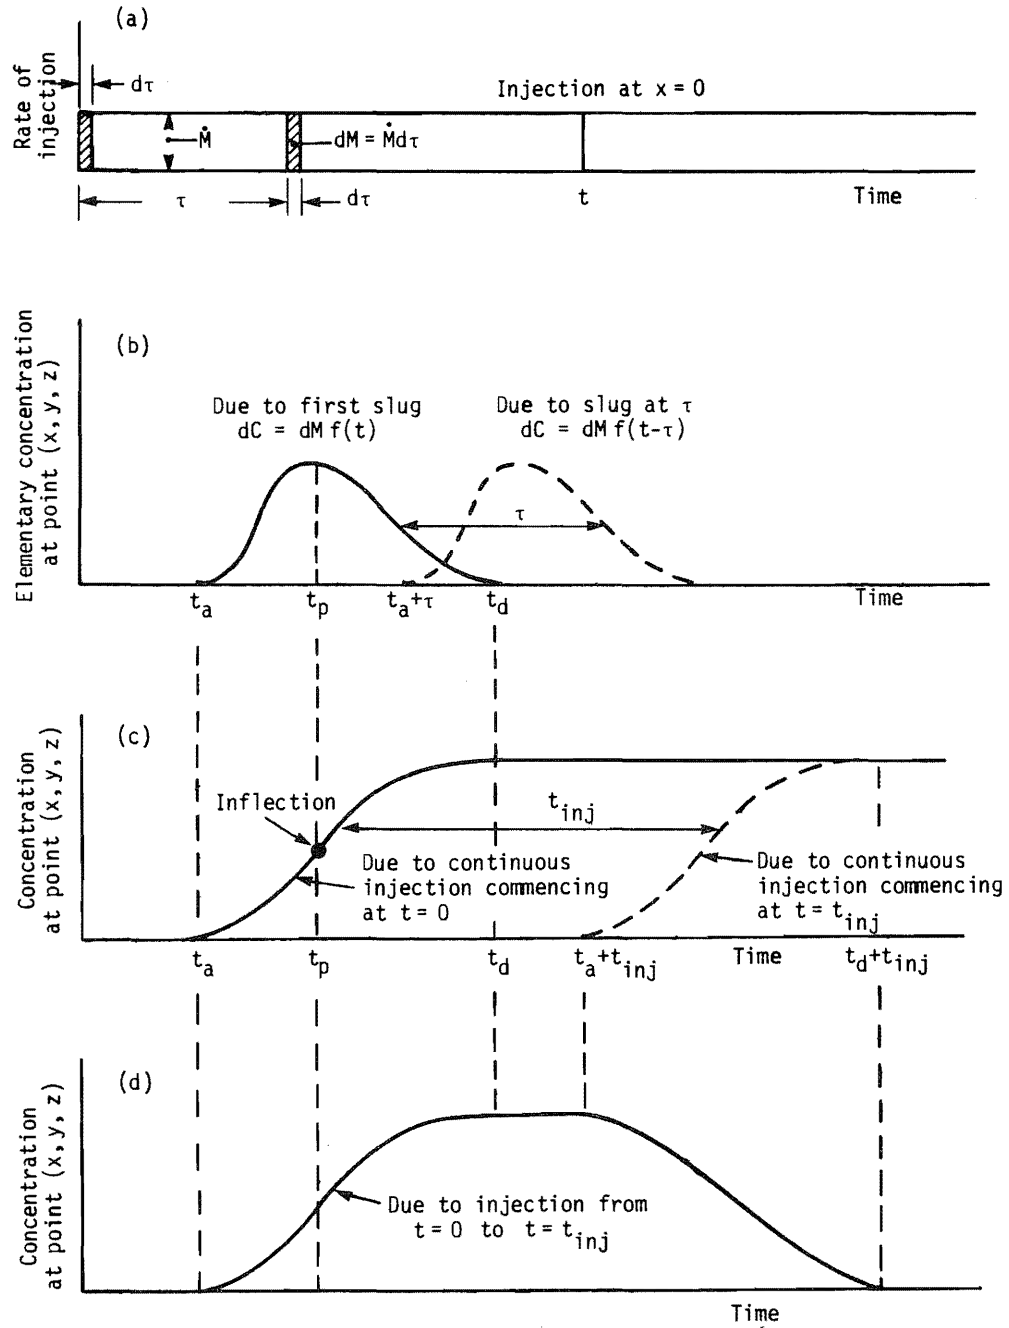 (a)
Rate of
injection
dτ
Injection at x = 0
Ṁ
dM = Ṁdτ
τ
dτ
t
Time
(b)
Elementary concentration
at point (x, y, z)
Due to first slug
dC = dM f(t)
Due to slug at τ
dC = dM f(t-τ)
τ
t_a
t_p
t_a+τ
t_d
Time
(c)
Concentration
at point (x, y, z)
Inflection
t_inj
Due to continuous
injection commencing
at t = 0
Due to continuous
injection commencing
at t = t_inj
t_a
t_p
t_d
t_a+t_inj
Time
t_d+t_inj
(d)
Concentration
at point (x, y, z)
Due to injection from
t = 0 to t = t_inj
Time